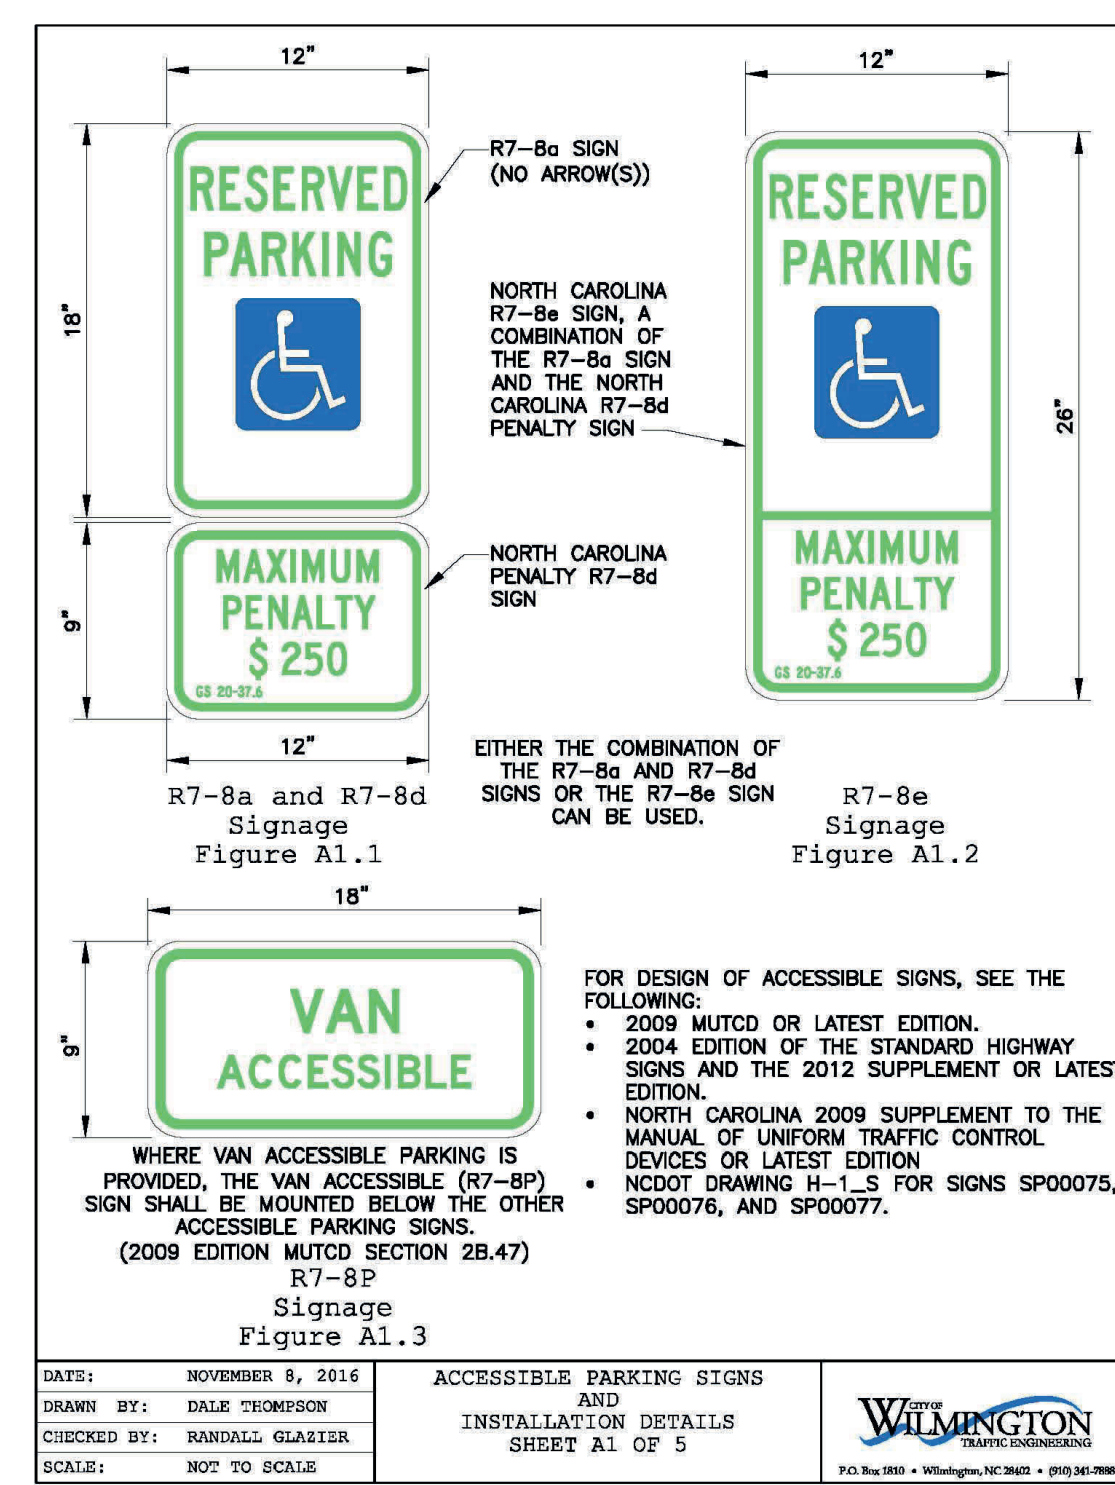 12"
18"
RESERVED
PARKING
R7-8a SIGN
(NO ARROW(S))
9"
MAXIMUM
PENALTY
$ 250
GS 20-37.6
NORTH CAROLINA
PENALTY R7-8d
SIGN
12"
R7-8a and R7-8d
Signage
Figure A1.1
NORTH CAROLINA
R7-8e SIGN, A
COMBINATION OF
THE R7-8a SIGN
AND THE NORTH
CAROLINA R7-8d
PENALTY SIGN
12"
26"
RESERVED
PARKING
MAXIMUM
PENALTY
$ 250
GS 20-37.6
EITHER THE COMBINATION OF
THE R7-8a AND R7-8d
SIGNS OR THE R7-8e SIGN
CAN BE USED.
R7-8e
Signage
Figure A1.2
18"
9"
VAN
ACCESSIBLE
WHERE VAN ACCESSIBLE PARKING IS
PROVIDED, THE VAN ACCESSIBLE (R7-8P)
SIGN SHALL BE MOUNTED BELOW THE OTHER
ACCESSIBLE PARKING SIGNS.
(2009 EDITION MUTCD SECTION 2B.47)
R7-8P
Signage
Figure A1.3
FOR DESIGN OF ACCESSIBLE SIGNS, SEE THE
FOLLOWING:
• 2009 MUTCD OR LATEST EDITION.
• 2004 EDITION OF THE STANDARD HIGHWAY
SIGNS AND THE 2012 SUPPLEMENT OR LATEST
EDITION.
• NORTH CAROLINA 2009 SUPPLEMENT TO THE
MANUAL OF UNIFORM TRAFFIC CONTROL
DEVICES OR LATEST EDITION
• NCDOT DRAWING H-1_S FOR SIGNS SP00075,
SP00076, AND SP00077.
DATE: NOVEMBER 8, 2016
DRAWN BY: DALE THOMPSON
CHECKED BY: RANDALL GLAZIER
SCALE: NOT TO SCALE
ACCESSIBLE PARKING SIGNS
AND
INSTALLATION DETAILS
SHEET A1 OF 5
CITY OF
WILMINGTON
TRAFFIC ENGINEERING
P.O. Box 1810 • Wilmington, NC 28402 • (910) 341-7888